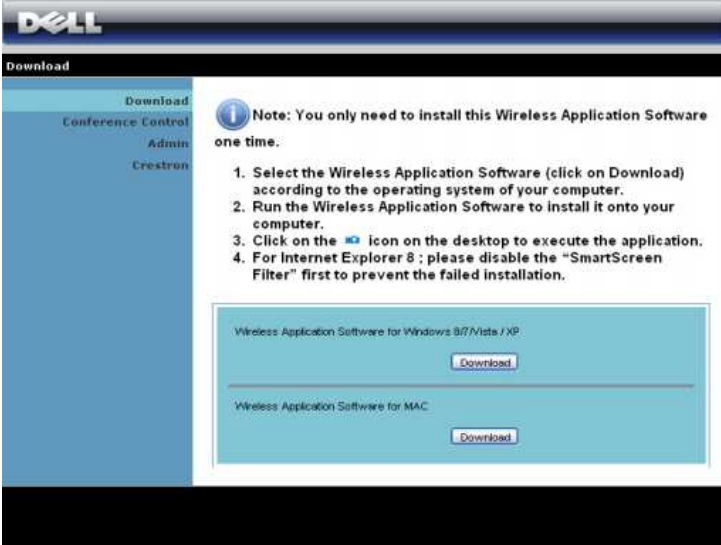 DELL
Download
Download
Conference Control
Admin
Crestron
Note: You only need to install this Wireless Application Software
one time.
1. Select the Wireless Application Software (click on Download)
according to the operating system of your computer.
2. Run the Wireless Application Software to install it onto your
computer.
3. Click on the icon on the desktop to execute the application.
4. For Internet Explorer 8 ; please disable the “SmartScreen
Filter” first to prevent the failed installation.
Wireless Application Software for Windows 8/7/Vista / XP
Download
Wireless Application Software for MAC
Download